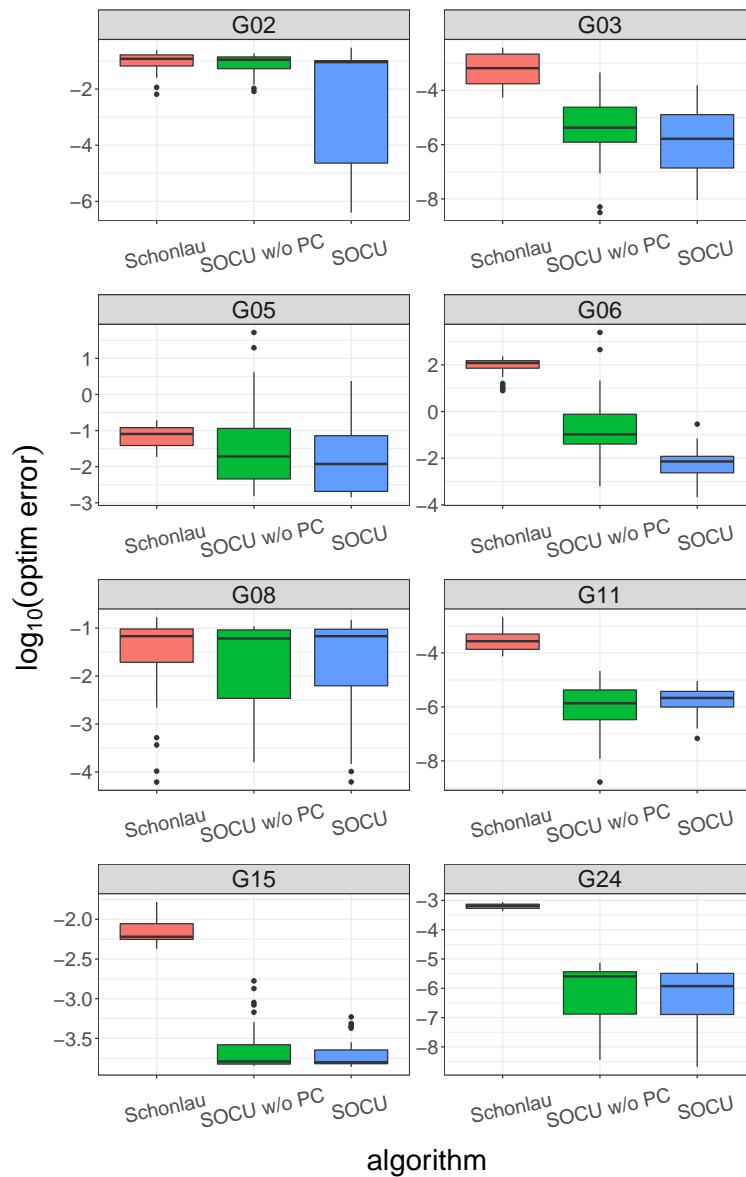 G02
G03
−2
−4
−6
−4
−6
−8
Schonlau
SOCU w/o PC
SOCU
Schonlau
SOCU w/o PC
SOCU
G05
G06
1
0
−1
−2
−3
2
0
−2
−4
Schonlau
SOCU w/o PC
SOCU
Schonlau
SOCU w/o PC
SOCU
log₁₀(optim error)
G08
G11
−1
−2
−3
−4
−4
−6
−8
Schonlau
SOCU w/o PC
SOCU
Schonlau
SOCU w/o PC
SOCU
G15
G24
−2.0
−2.5
−3.0
−3.5
−3
−4
−5
−6
−7
−8
Schonlau
SOCU w/o PC
SOCU
Schonlau
SOCU w/o PC
SOCU
algorithm